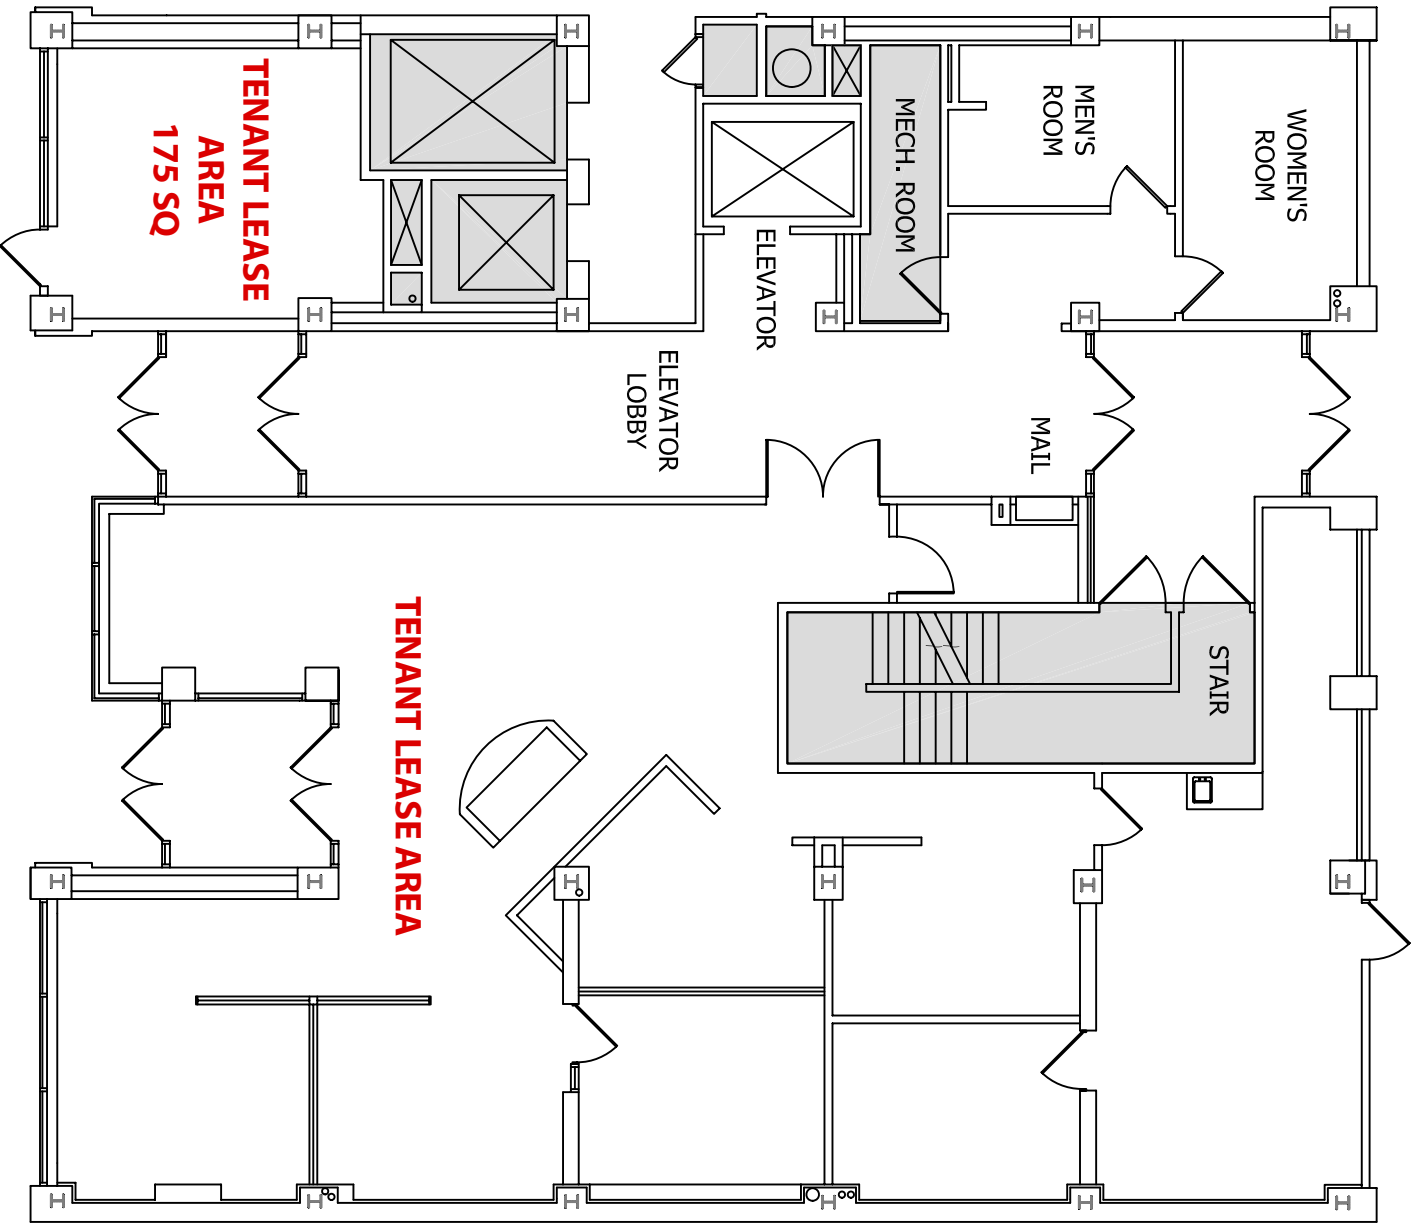 WOMEN'S
ROOM
MEN'S
ROOM
MECH. ROOM
ELEVATOR
TENANT LEASE
AREA
175 SQ
ELEVATOR
LOBBY
MAIL
STAIR
TENANT LEASE AREA